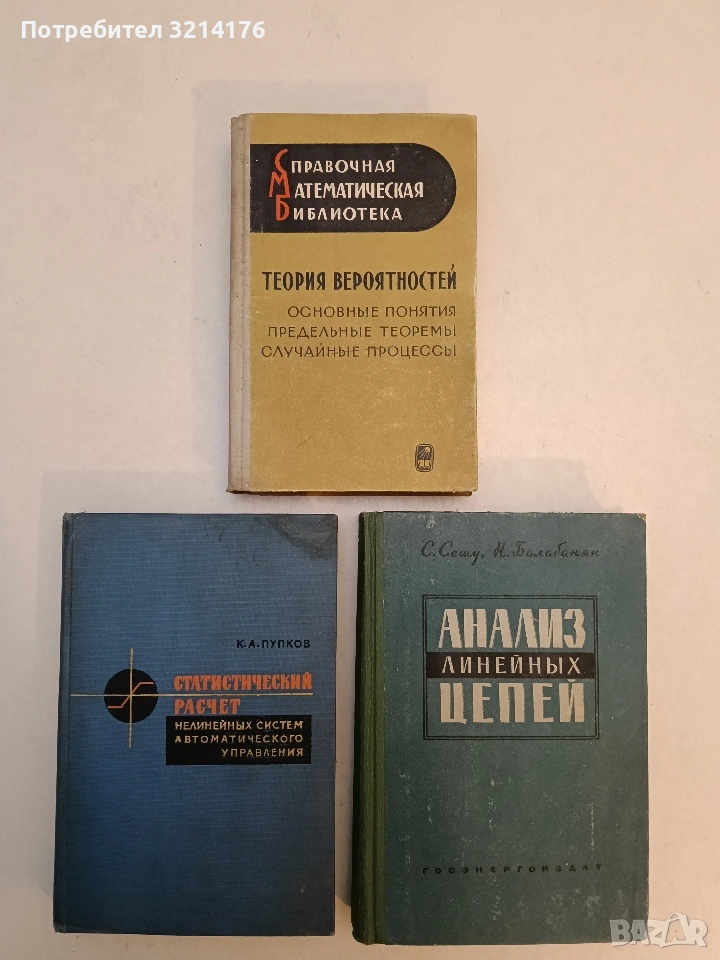 Потребител 3214176
СПРАВОЧНАЯ
МАТЕМАТИЧЕСКАЯ
БИБЛИОТЕКА
ТЕОРИЯ ВЕРОЯТНОСТЕЙ
ОСНОВНЫЕ ПОНЯТИЯ
ПРЕДЕЛЬНЫЕ ТЕОРЕМЫ
СЛУЧАЙНЫЕ ПРОЦЕССЫ
К.А.ПУПКОВ
СТАТИСТИЧЕСКИЙ
РАСЧЕТ
НЕЛИНЕЙНЫХ СИСТЕМ
АВТОМАТИЧЕСКОГО
УПРАВЛЕНИЯ
С. Сешу, Н. Балабанян
АНАЛИЗ
ЛИНЕЙНЫХ
ЦЕПЕЙ
ГОСЭНЕРГОИЗДАТ
BAZAR